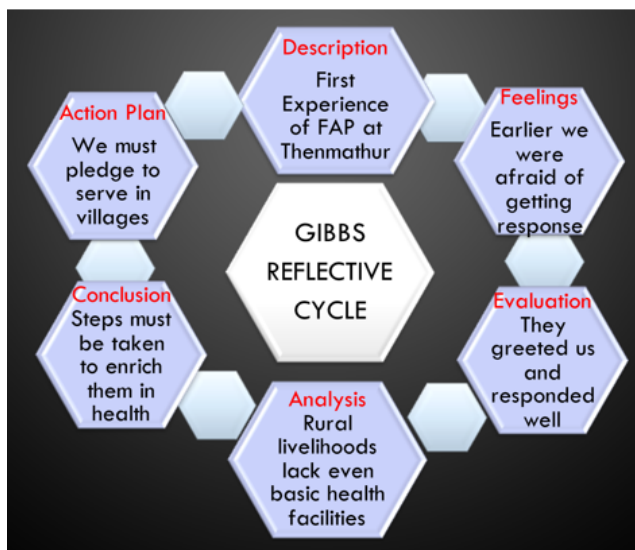 Description
First
Experience
of FAP at
Thenmathur
Feelings
Earlier we
were
afraid of
getting
response
Evaluation
They
greeted us
and
responded
well
Analysis
Rural
livelihoods
lack even
basic health
facilities
Conclusion
Steps must
be taken
to enrich
them in
health
Action Plan
We must
pledge to
serve in
villages
GIBBS
REFLECTIVE
CYCLE